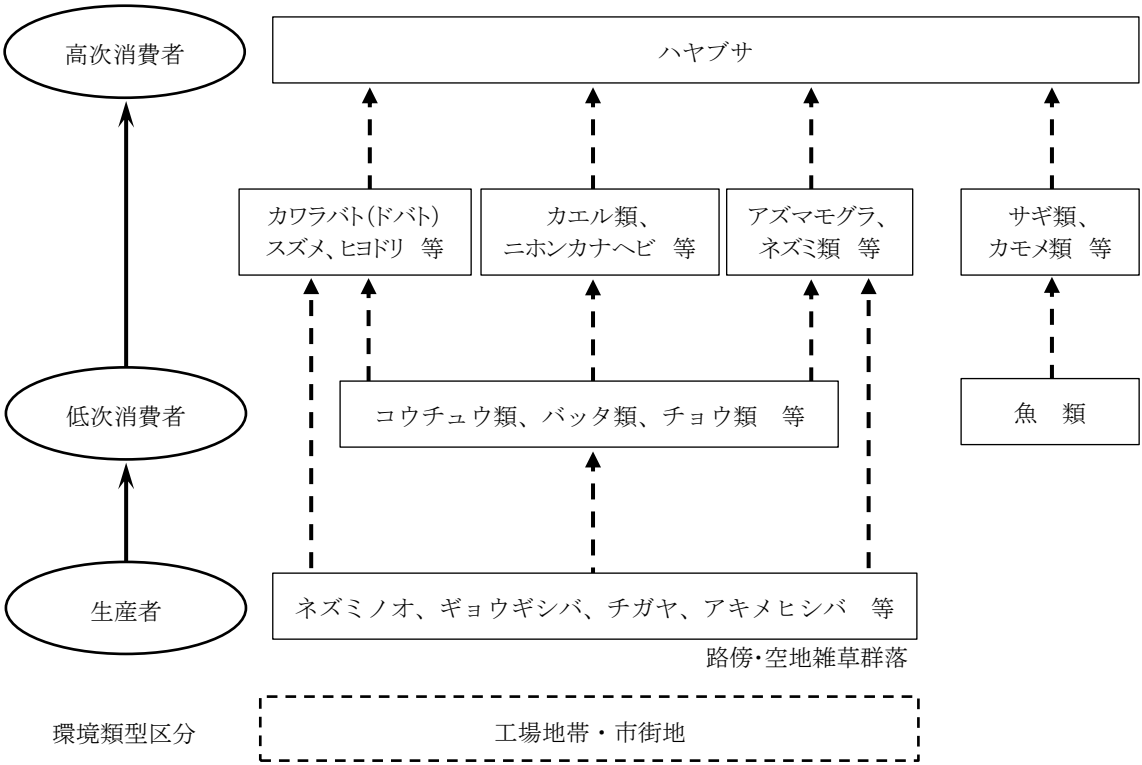 高次消費者
ハヤブサ
カワラバト(ドバト)
スズメ、ヒヨドリ 等
カエル類、
ニホンカナヘビ 等
アズマモグラ、
ネズミ類 等
サギ類、
カモメ類 等
低次消費者
コウチュウ類、バッタ類、チョウ類 等
魚 類
生産者
ネズミノオ、ギョウギシバ、チガヤ、アキメヒシバ 等
路傍・空地雑草群落
環境類型区分
工場地帯・市街地